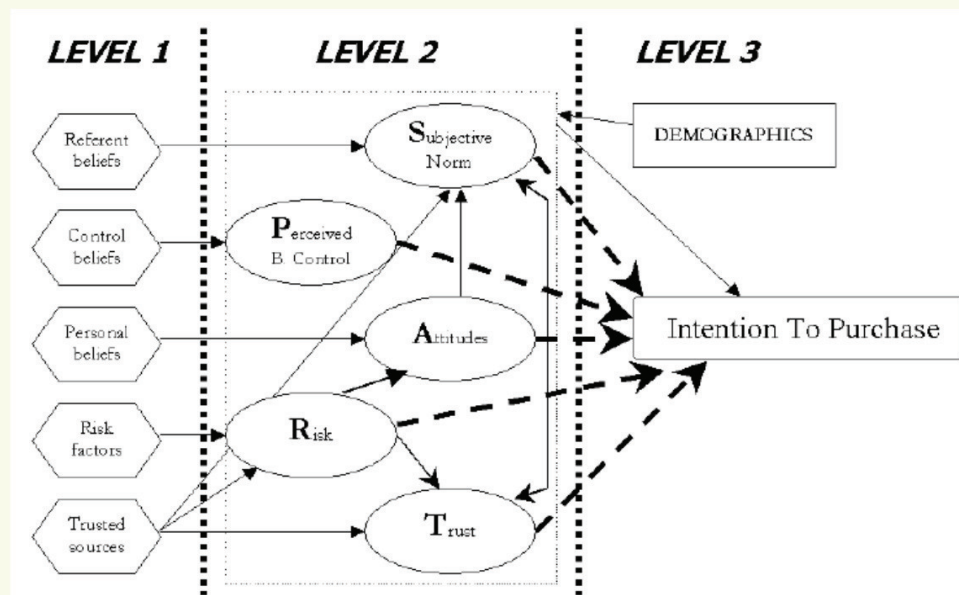 LEVEL 1
LEVEL 2
LEVEL 3
Referent
beliefs
Subjective
Norm
DEMOGRAPHICS
Control
beliefs
Perceived
B. Control
Personal
beliefs
Attitudes
Intention To Purchase
Risk
factors
Risk
Trusted
sources
Trust